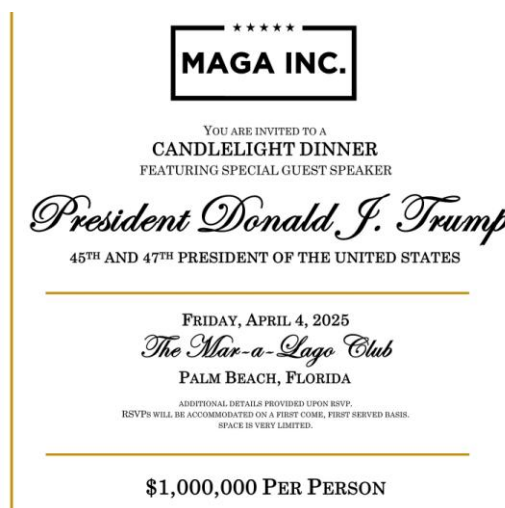 MAGA INC.
YOU ARE INVITED TO A
CANDLELIGHT DINNER
FEATURING SPECIAL GUEST SPEAKER
President Donald J. Trump
45TH AND 47TH PRESIDENT OF THE UNITED STATES
FRIDAY, APRIL 4, 2025
The Mar-a-Lago Club
PALM BEACH, FLORIDA
ADDITIONAL DETAILS PROVIDED UPON RSVP.
RSVPS WILL BE ACCOMMODATED ON A FIRST COME, FIRST SERVED BASIS.
SPACE IS VERY LIMITED.
$1,000,000 PER PERSON